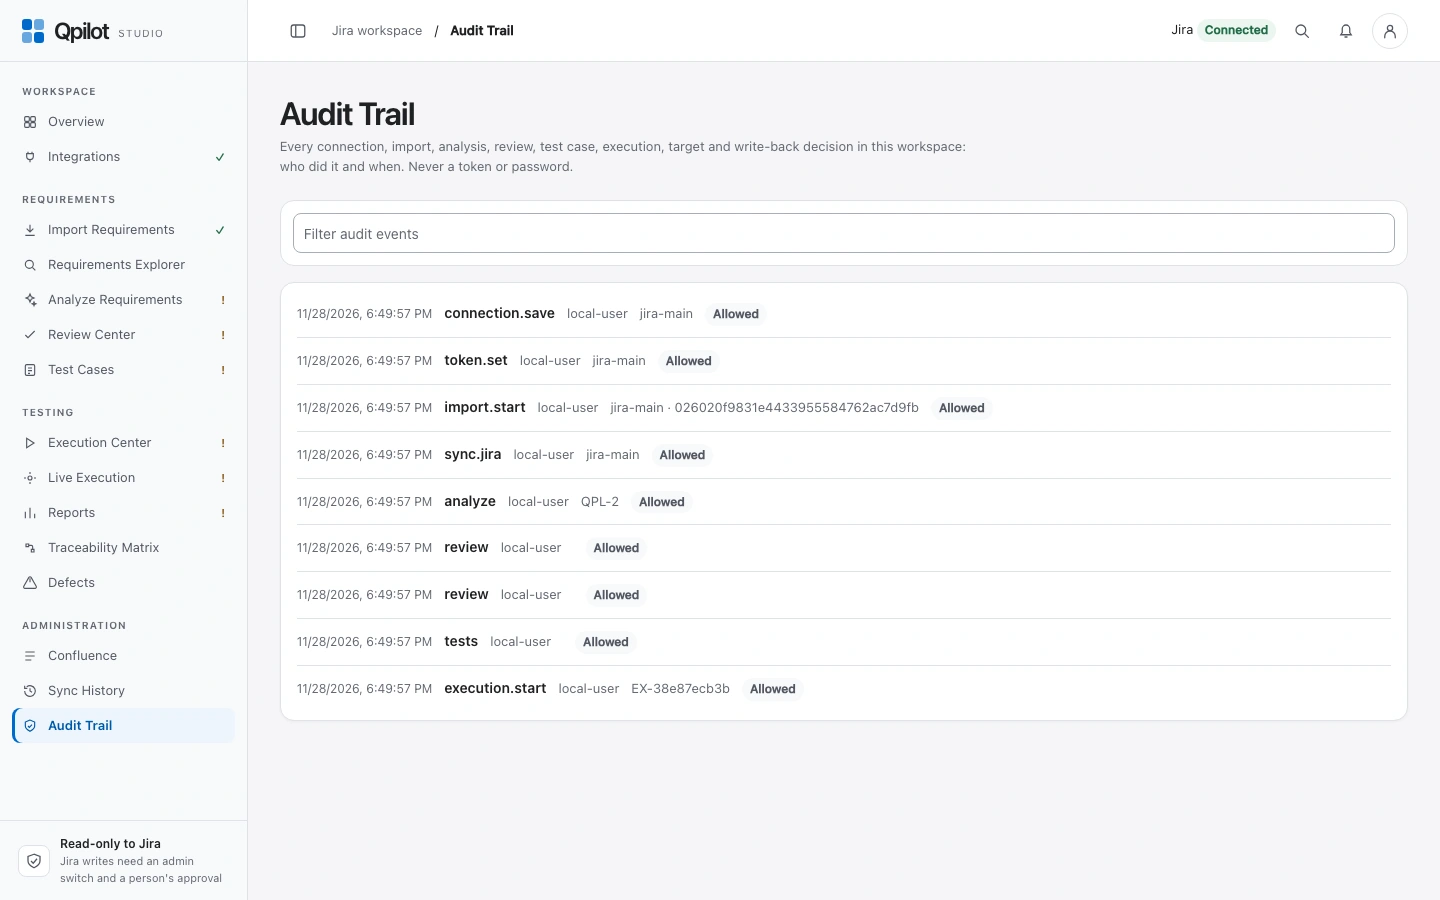 Qpilot STUDIO
WORKSPACE
Overview
Integrations
REQUIREMENTS
Import Requirements
Requirements Explorer
Analyze Requirements !
Review Center !
Test Cases !
TESTING
Execution Center !
Live Execution !
Reports !
Traceability Matrix
Defects
ADMINISTRATION
Confluence
Sync History
Audit Trail
Read-only to Jira
Jira writes need an admin
switch and a person's approval
Jira workspace / Audit Trail
Jira Connected
Audit Trail
Every connection, import, analysis, review, test case, execution, target and write-back decision in this workspace:
who did it and when. Never a token or password.
Filter audit events
11/28/2026, 6:49:57 PM connection.save local-user jira-main Allowed
11/28/2026, 6:49:57 PM token.set local-user jira-main Allowed
11/28/2026, 6:49:57 PM import.start local-user jira-main · 026020f9831e4433955584762ac7d9fb Allowed
11/28/2026, 6:49:57 PM sync.jira local-user jira-main Allowed
11/28/2026, 6:49:57 PM analyze local-user QPL-2 Allowed
11/28/2026, 6:49:57 PM review local-user Allowed
11/28/2026, 6:49:57 PM review local-user Allowed
11/28/2026, 6:49:57 PM tests local-user Allowed
11/28/2026, 6:49:57 PM execution.start local-user EX-38e87ecb3b Allowed